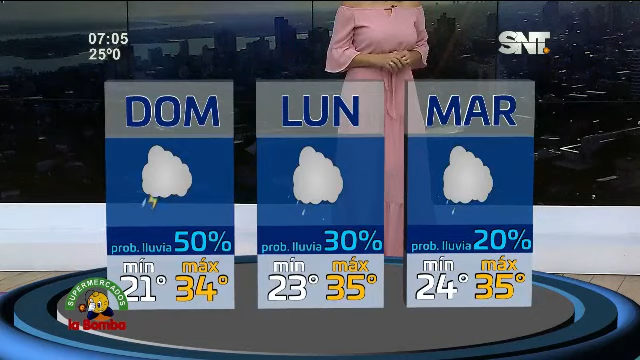 07:05
25°0
SNT
DOM
LUN
MAR
prob. lluvia 50%
prob. lluvia 30%
prob. lluvia 20%
mín máx
21° 34°
mín máx
23° 35°
mín máx
24° 35°
SUPERMERCADOS
la Bomba